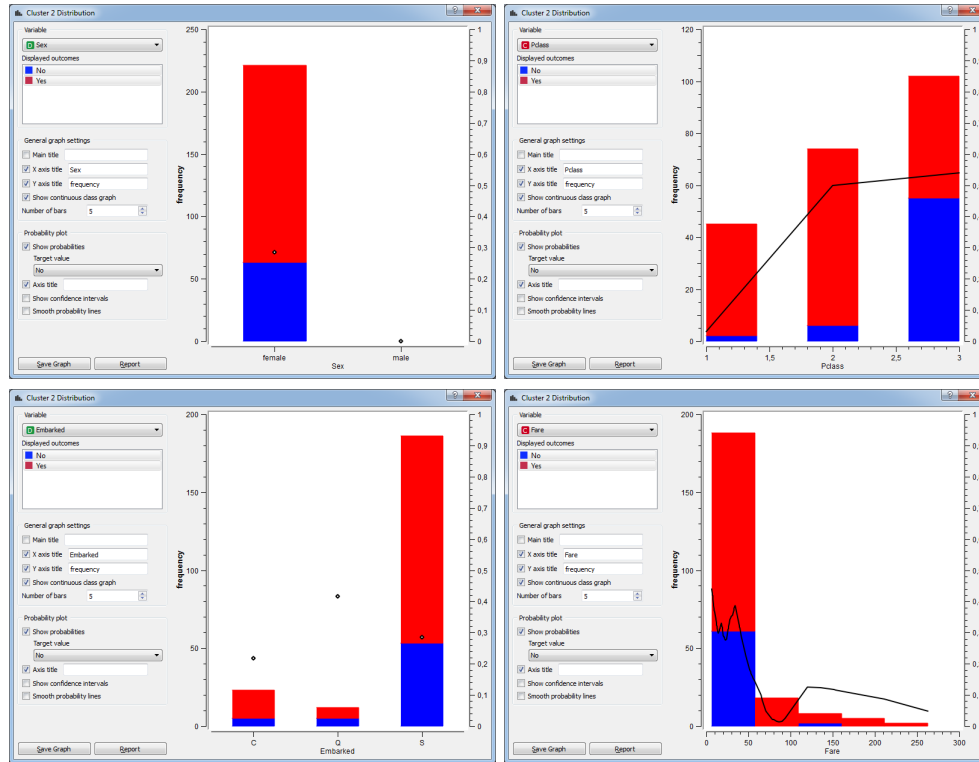 Cluster 2 Distribution
Variable
D Sex
Displayed outcomes
No
Yes
General graph settings
Main title
X axis title Sex
Y axis title frequency
Show continuous class graph
Number of bars 5
Probability plot
Show probabilities
Target value
No
Axis title
Show confidence intervals
Smooth probability lines
Save Graph Report
frequency
250
200
150
100
50
0
1
0,9
0,8
0,7
0,6
0,5
0,4
0,3
0,2
0,1
0
female male
Sex
Cluster 2 Distribution
Variable
C Pclass
Displayed outcomes
No
Yes
General graph settings
Main title
X axis title Pclass
Y axis title frequency
Show continuous class graph
Number of bars 5
Probability plot
Show probabilities
Target value
No
Axis title
Show confidence intervals
Smooth probability lines
Save Graph Report
frequency
120
100
80
60
40
20
0
1 1,5 2 2,5 3
Pclass
Cluster 2 Distribution
Variable
D Embarked
Displayed outcomes
No
Yes
General graph settings
Main title
X axis title Embarked
Y axis title frequency
Show continuous class graph
Number of bars 5
Probability plot
Show probabilities
Target value
No
Axis title
Show confidence intervals
Smooth probability lines
Save Graph Report
frequency
200
150
100
50
0
1
0,9
0,8
0,7
0,6
0,5
0,4
0,3
0,2
0,1
0
C Q S
Embarked
Cluster 2 Distribution
Variable
C Fare
Displayed outcomes
No
Yes
General graph settings
Main title
X axis title Fare
Y axis title frequency
Show continuous class graph
Number of bars 5
Probability plot
Show probabilities
Target value
No
Axis title
Show confidence intervals
Smooth probability lines
Save Graph Report
frequency
200
150
100
50
0
0 50 100 150 200 250 300
Fare